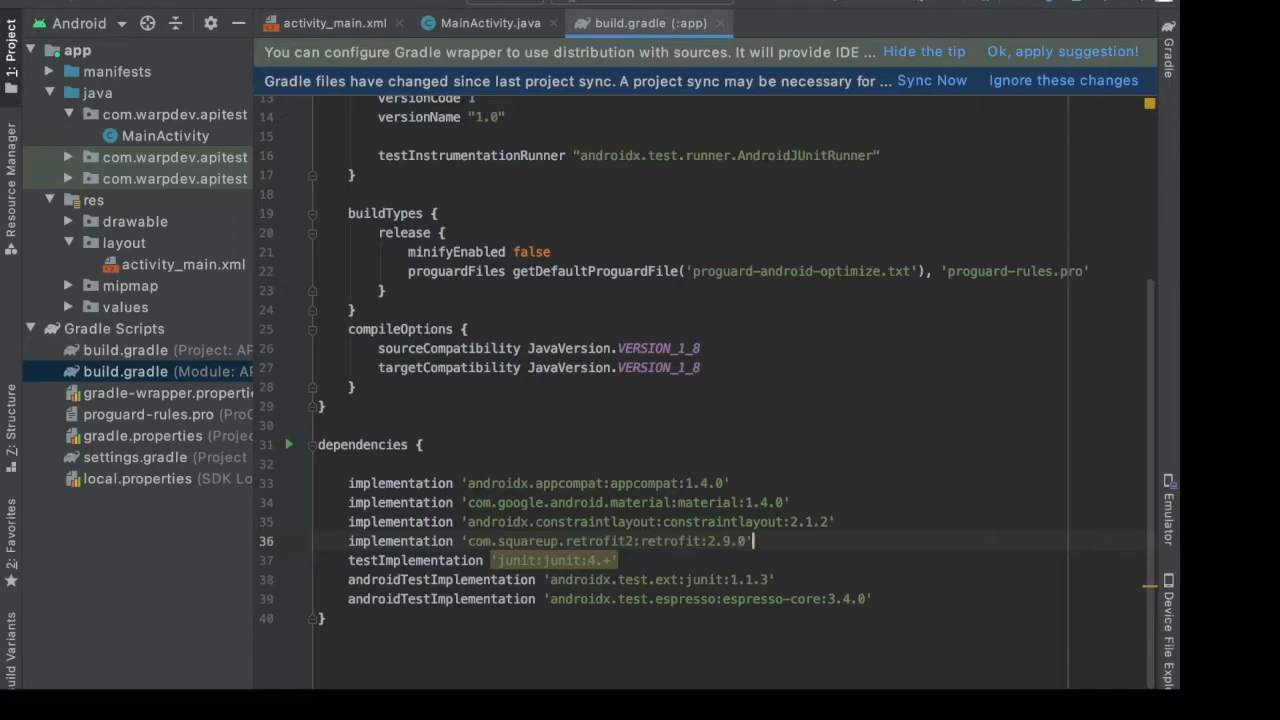 Android
activity_main.xml
MainActivity.java
build.gradle (:app)
1: Project
Resource Manager
Z: Structure
2: Favorites
Build Variants
app
manifests
java
com.warpdev.apitest
MainActivity
com.warpdev.apitest
com.warpdev.apitest
res
drawable
layout
activity_main.xml
mipmap
values
Gradle Scripts
build.gradle (Project: AP
build.gradle (Module: AP
gradle-wrapper.properties
proguard-rules.pro (ProG
gradle.properties (Projec
settings.gradle (Project
local.properties (SDK Lo
You can configure Gradle wrapper to use distribution with sources. It will provide IDE ... Hide the tip Ok, apply suggestion!
Gradle files have changed since last project sync. A project sync may be necessary for ... Sync Now Ignore these changes
13 versionCode 1
14 versionName "1.0"
15
16 testInstrumentationRunner "androidx.test.runner.AndroidJUnitRunner"
17 }
18
19 buildTypes {
20 release {
21 minifyEnabled false
22 proguardFiles getDefaultProguardFile('proguard-android-optimize.txt'), 'proguard-rules.pro'
23 }
24 }
25 compileOptions {
26 sourceCompatibility JavaVersion.VERSION_1_8
27 targetCompatibility JavaVersion.VERSION_1_8
28 }
29 }
30
31 dependencies {
32
33 implementation 'androidx.appcompat:appcompat:1.4.0'
34 implementation 'com.google.android.material:material:1.4.0'
35 implementation 'androidx.constraintlayout:constraintlayout:2.1.2'
36 implementation 'com.squareup.retrofit2:retrofit:2.9.0'
37 testImplementation 'junit:junit:4.+'
38 androidTestImplementation 'androidx.test.ext:junit:1.1.3'
39 androidTestImplementation 'androidx.test.espresso:espresso-core:3.4.0'
40 }
Gradle
Emulator
Device File Explo